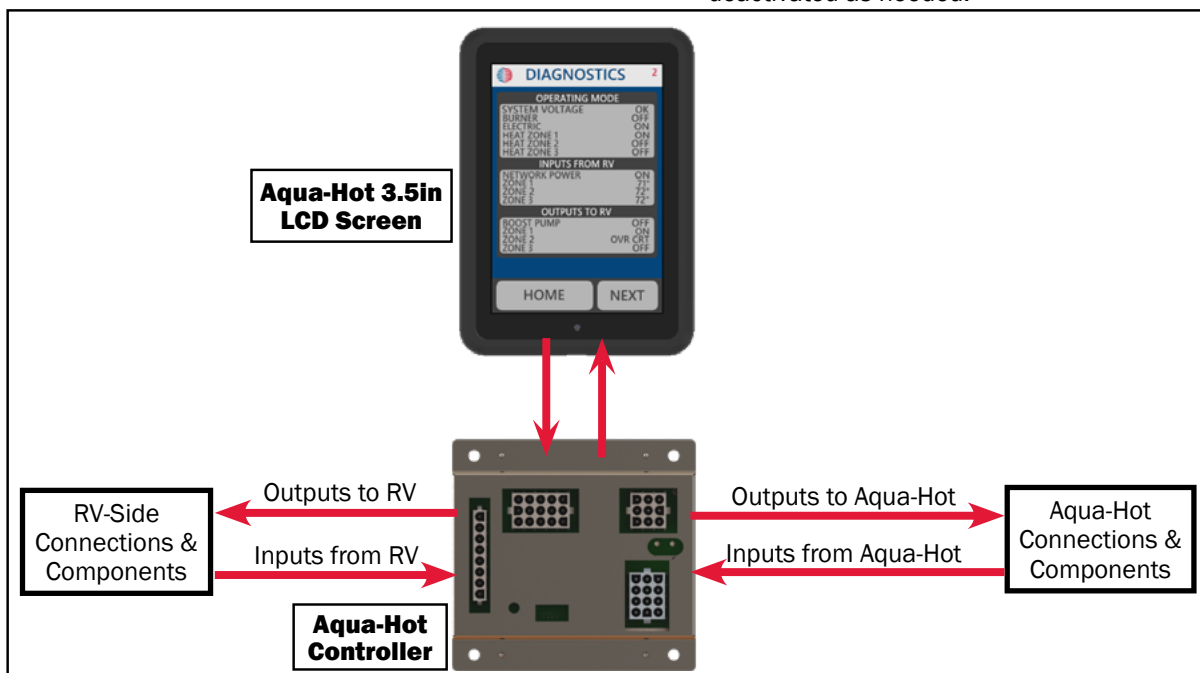 deactivated as needed.
DIAGNOSTICS 2
OPERATING MODE
SYSTEM VOLTAGE OK
BURNER OFF
ELECTRIC ON
HEAT ZONE 1 ON
HEAT ZONE 2 OFF
HEAT ZONE 3 OFF
INPUTS FROM RV
NETWORK POWER ON
ZONE 1 71°
ZONE 2 72°
ZONE 3 72°
OUTPUTS TO RV
BOOST PUMP OFF
ZONE 1 ON
ZONE 2 OVR CRT
ZONE 3 OFF
HOME NEXT
Aqua-Hot 3.5in
LCD Screen
Outputs to RV
Inputs from RV
RV-Side
Connections &
Components
Outputs to Aqua-Hot
Inputs from Aqua-Hot
Aqua-Hot
Connections &
Components
Aqua-Hot
Controller